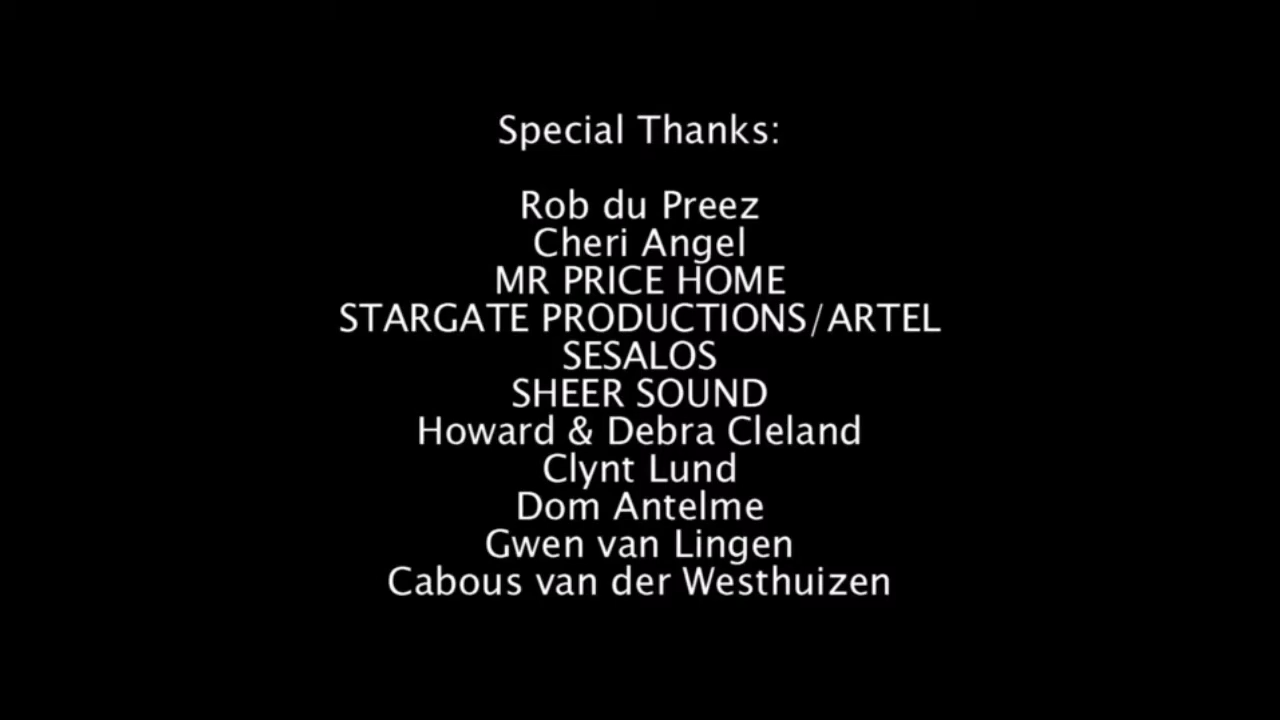 Special Thanks:
Rob du Preez
Cheri Angel
MR PRICE HOME
STARGATE PRODUCTIONS/ARTEL
SESALOS
SHEER SOUND
Howard & Debra Cleland
Clynt Lund
Dom Antelme
Gwen van Lingen
Cabous van der Westhuizen